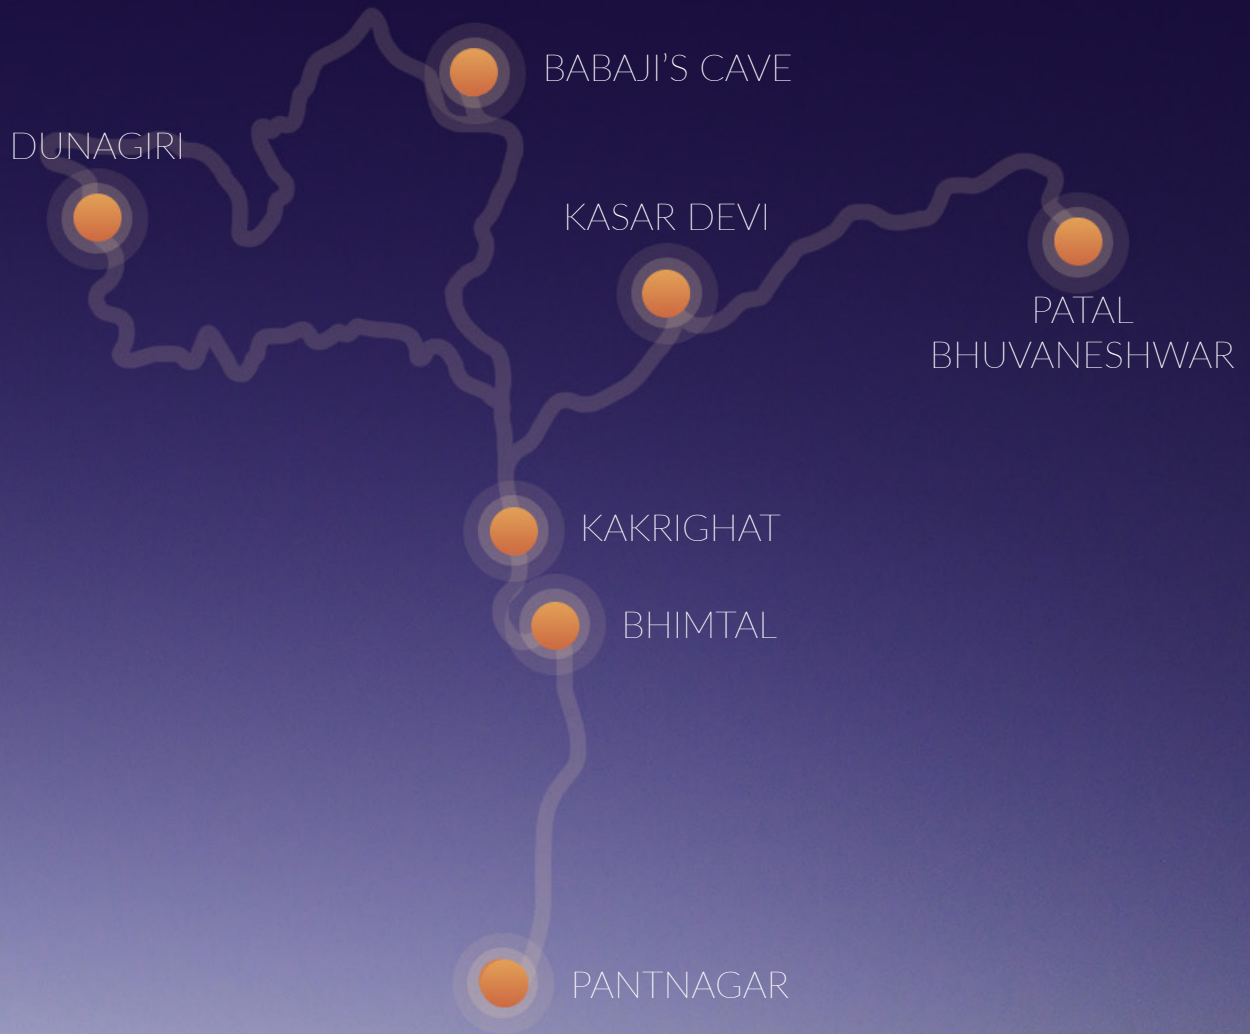 BABAJI’S CAVE
DUNAGIRI
KASAR DEVI
PATAL
BHUVANESHWAR
KAKRIGHAT
BHIMTAL
PANTNAGAR